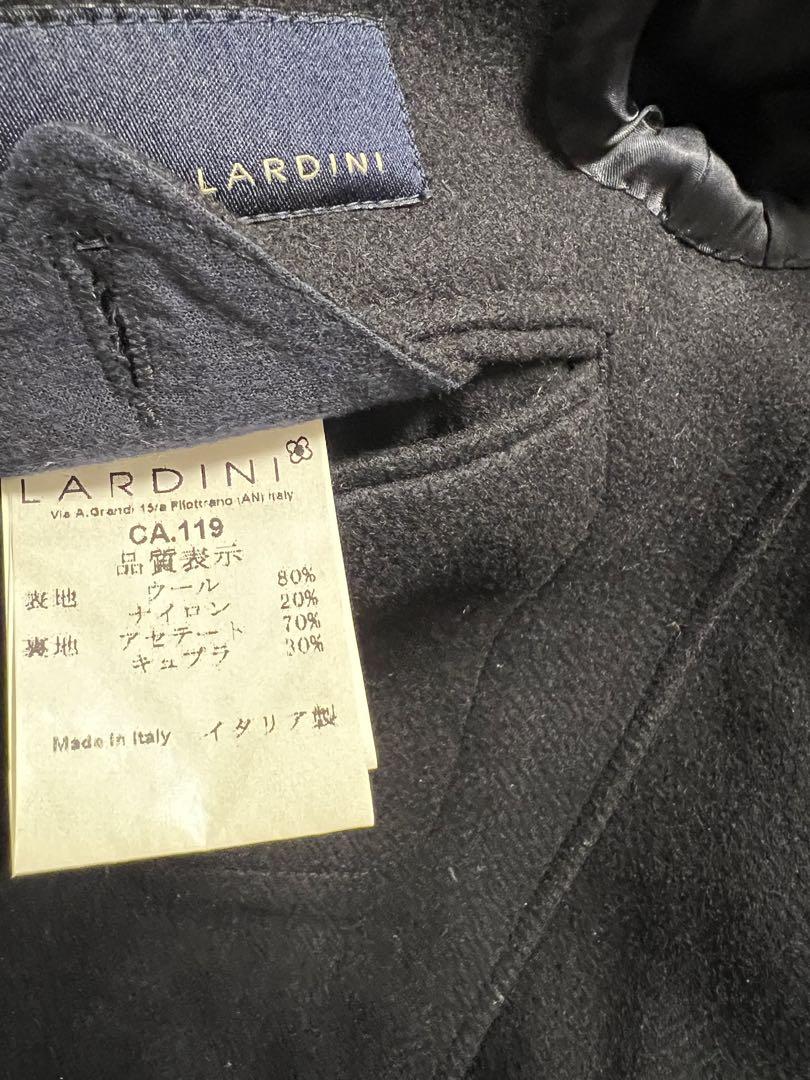 LARDINI
LARDINI
Via A.Grandi 15/a Filottrano (AN) Italy
CA.119
品質表示
表地 ウール 80%
ナイロン 20%
裏地 アセテート 70%
キュプラ 30%
Made in Italy イタリア製